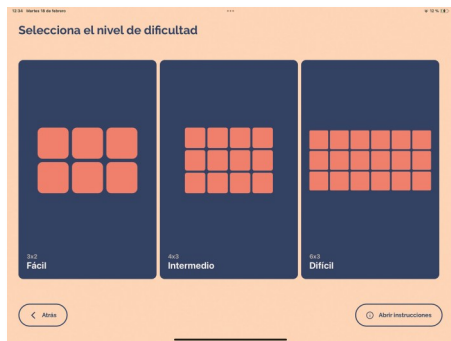 12:34 Martes 18 de febrero
Selecciona el nivel de dificultad
3x2
Fácil
4x3
Intermedio
6x3
Difícil
Atrás
Abrir instrucciones